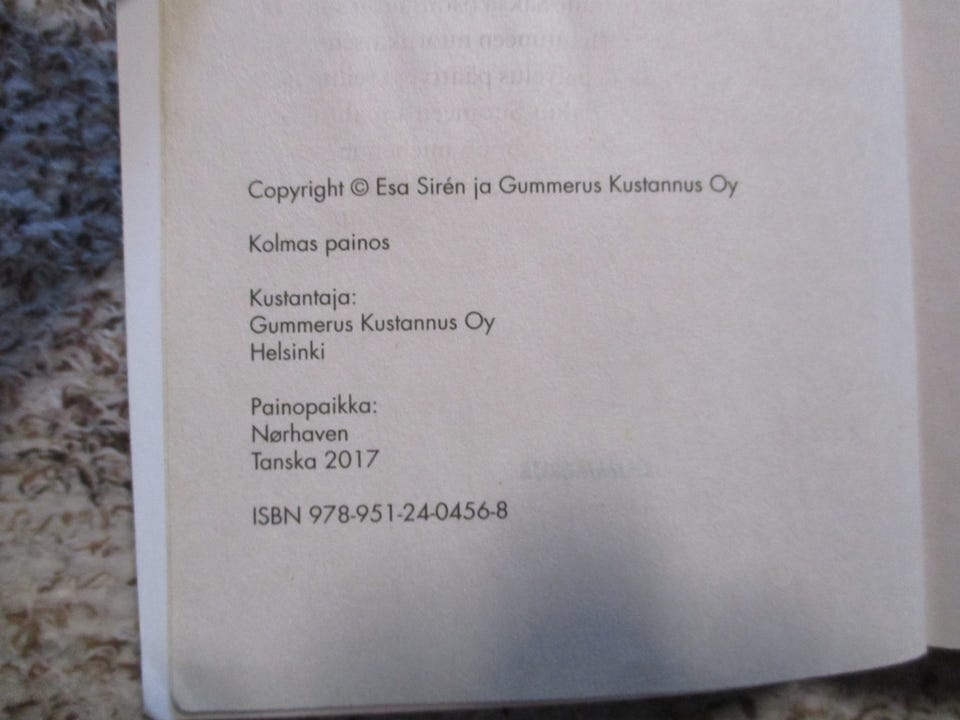 Copyright © Esa Sirén ja Gummerus Kustannus Oy
Kolmas painos
Kustantaja:
Gummerus Kustannus Oy
Helsinki
Painopaikka:
Nørhaven
Tanska 2017
ISBN 978-951-24-0456-8